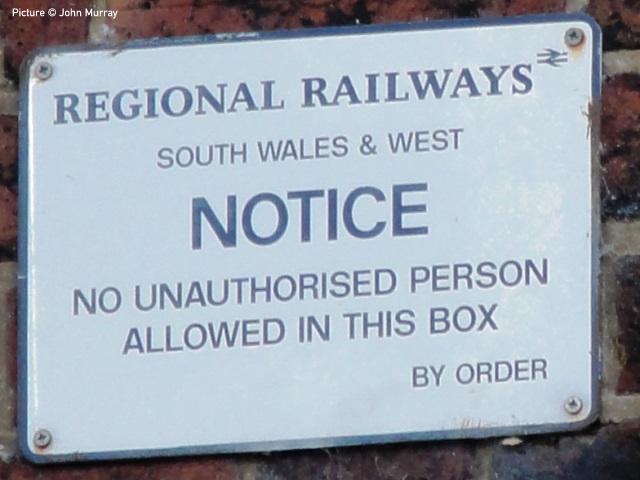 Picture © John Murray
REGIONAL RAILWAYS
SOUTH WALES & WEST
NOTICE
NO UNAUTHORISED PERSON
ALLOWED IN THIS BOX
BY ORDER